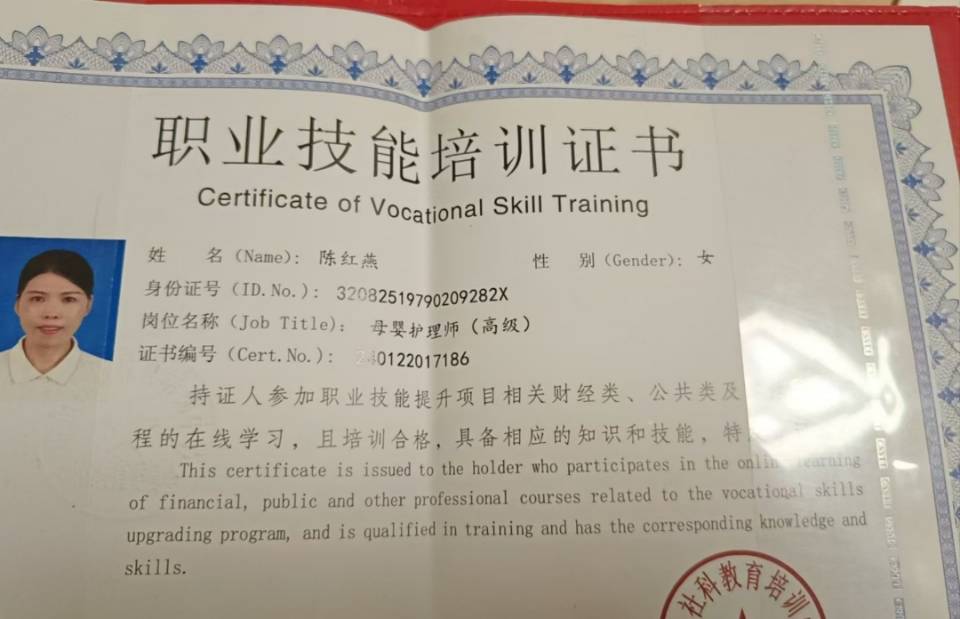 职业技能培训证书
Certificate of Vocational Skill Training
姓 名 (Name): 陈红燕 性 别 (Gender): 女
身份证号 (ID.No.): 32082519790209282X
岗位名称 (Job Title): 母婴护理师 (高级)
证书编号 (Cert.No.): 240122017186
持证人参加职业技能提升项目相关财经类、公共类及
程的在线学习，且培训合格，具备相应的知识和技能，特
This certificate is issued to the holder who participates in the online learning
of financial, public and other professional courses related to the vocational skills
upgrading program, and is qualified in training and has the corresponding knowledge and
skills.
社科教育培训